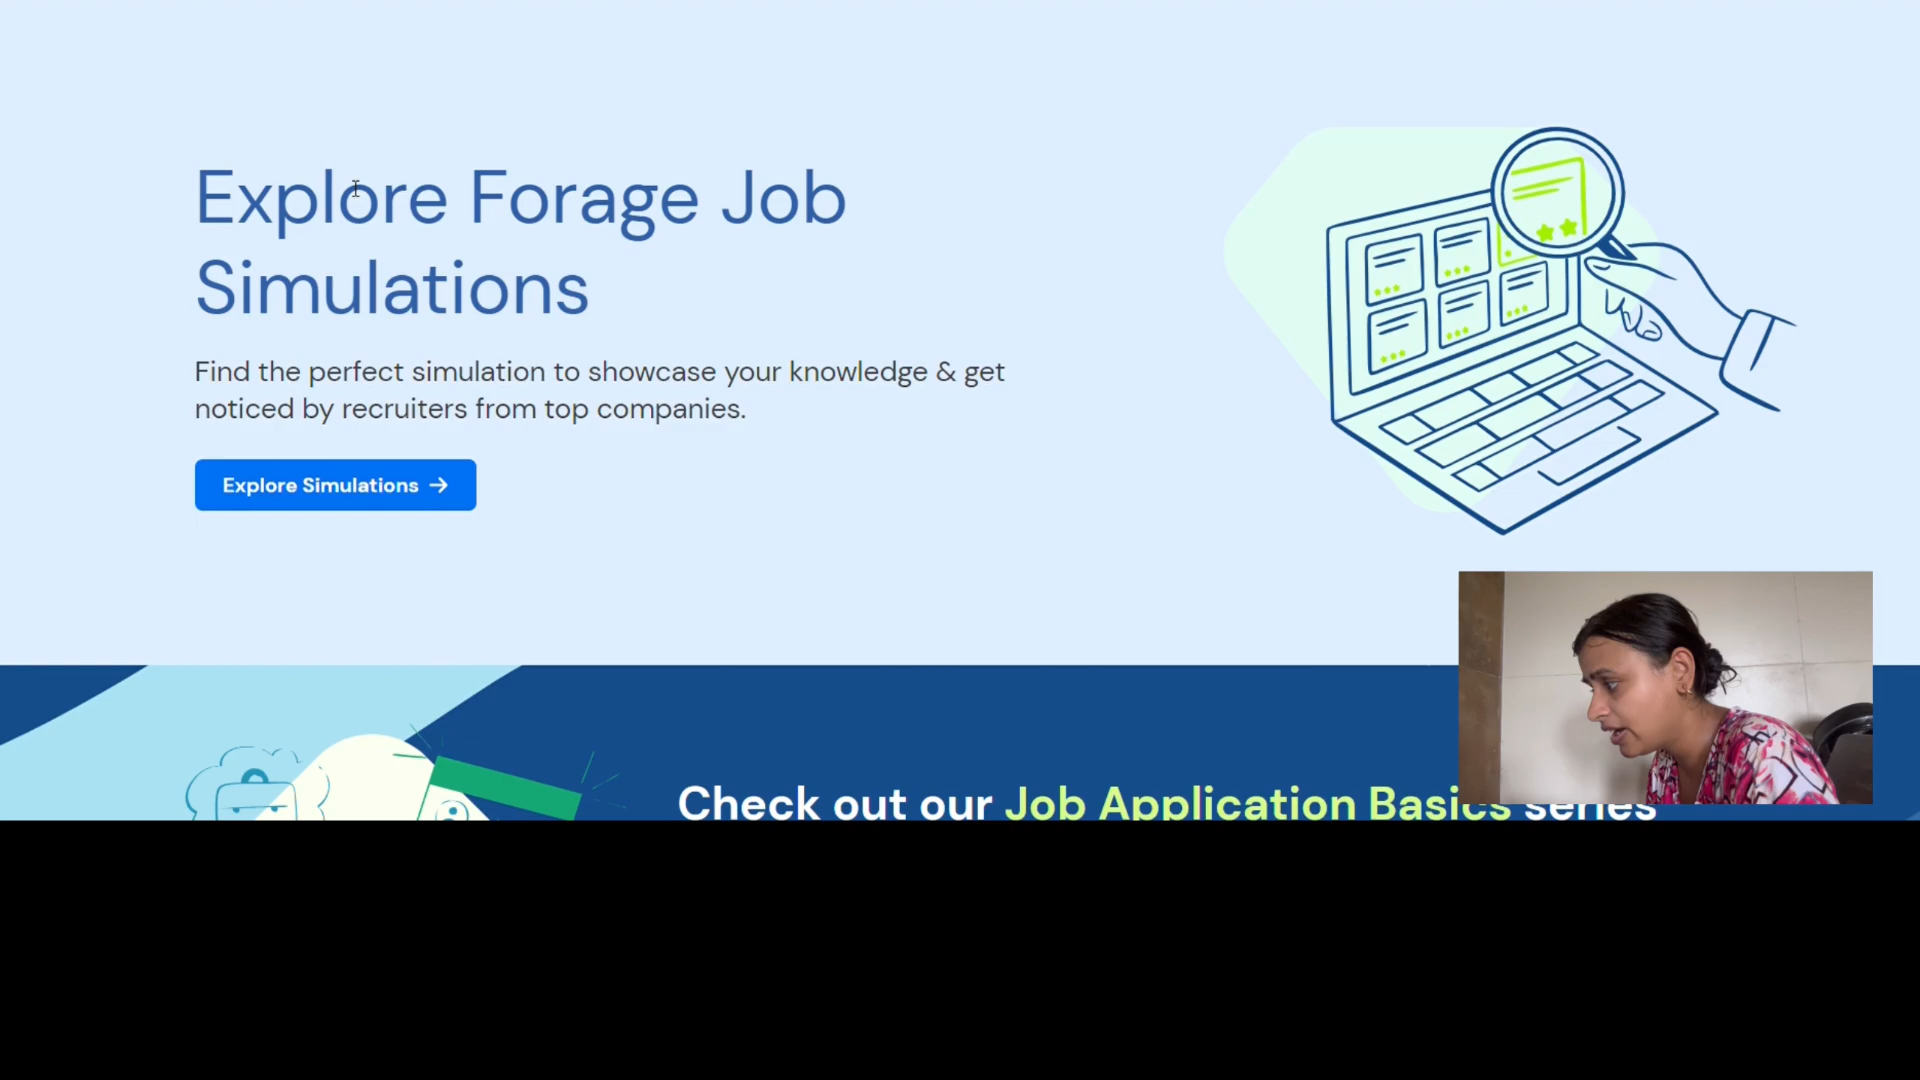 Explore Forage Job
Simulations
Find the perfect simulation to showcase your knowledge & get
noticed by recruiters from top companies.
Explore Simulations →
Check out our Job Application Basics series